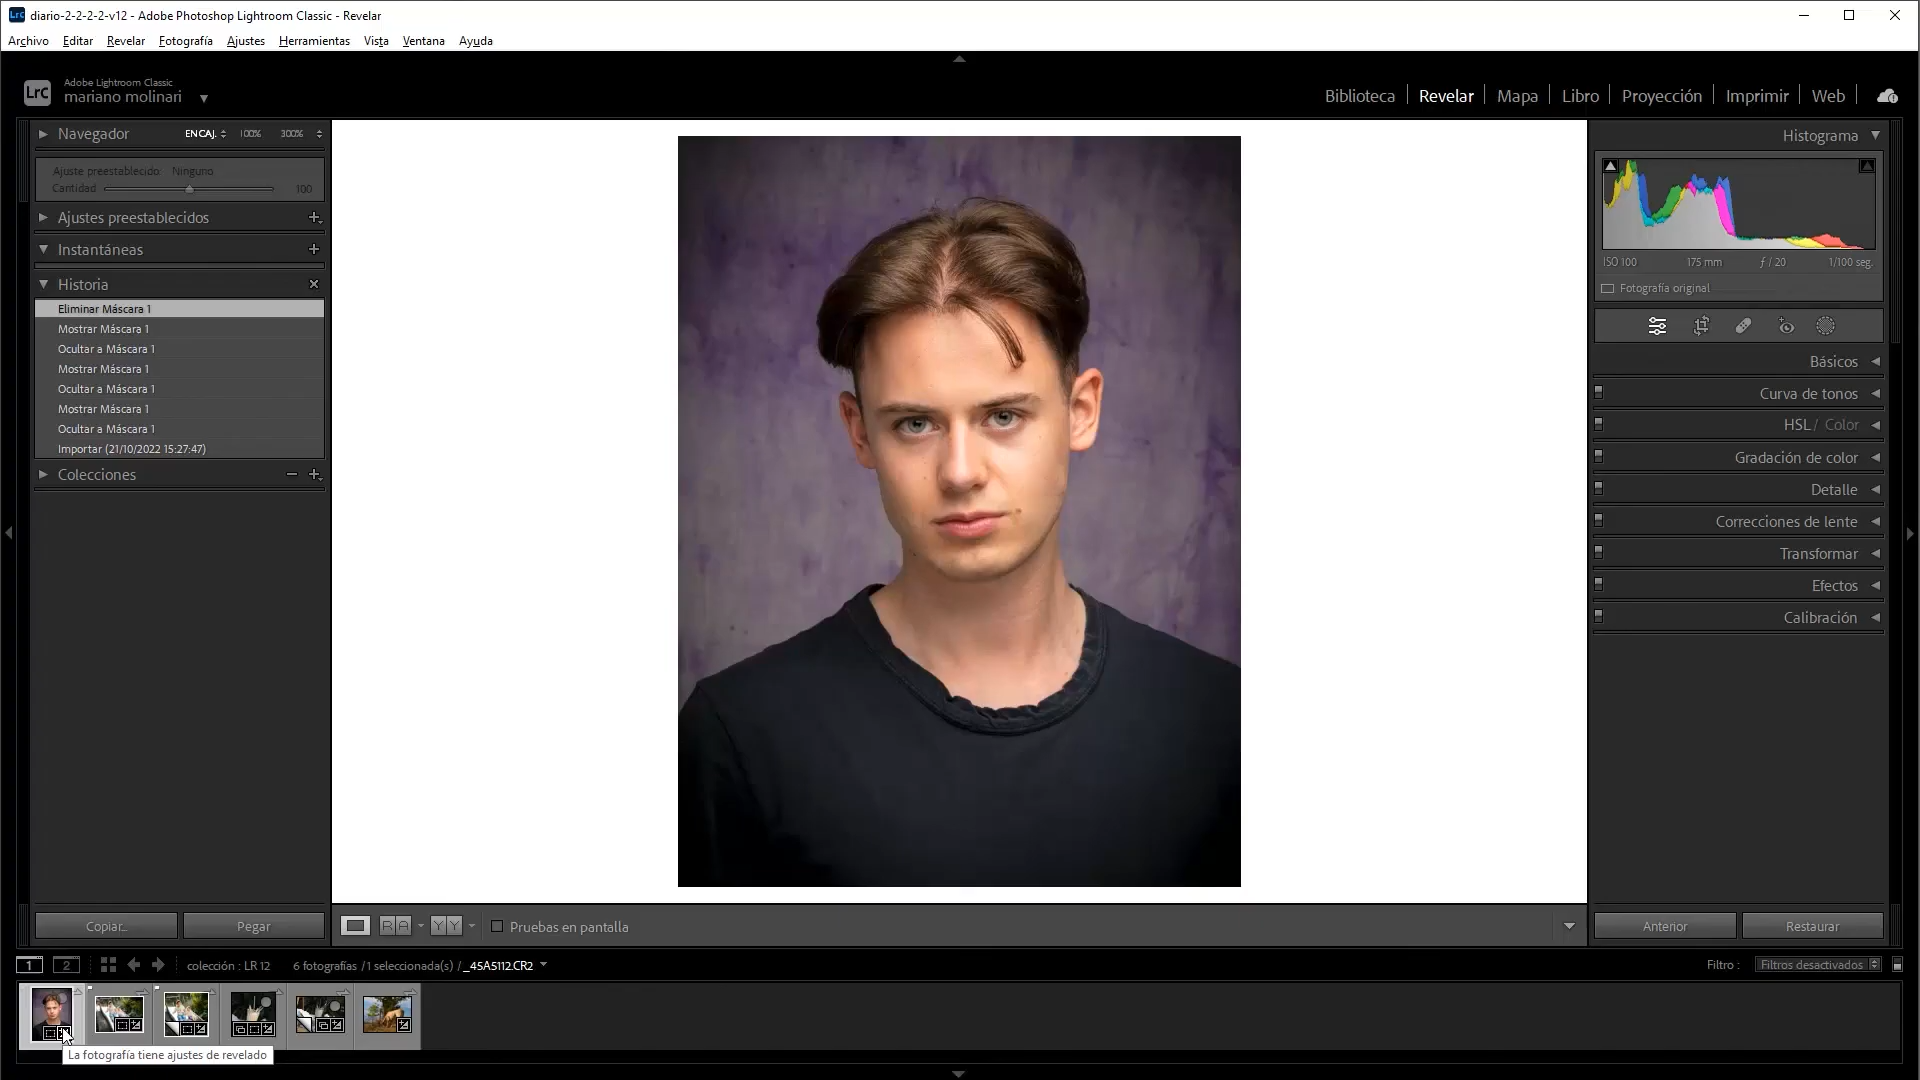 diario-2-2-2-2-v12 - Adobe Photoshop Lightroom Classic - Revelar
Archivo Editar Revelar Fotografía Ajustes Herramientas Vista Ventana Ayuda
LrC
Adobe Lightroom Classic
mariano molinari
Biblioteca Revelar Mapa Libro Proyección Imprimir Web
Navegador ENCAJ. 100% 300%
Ajuste preestablecido: Ninguno
Cantidad 100
Ajustes preestablecidos
Instantáneas
Historia
Eliminar Máscara 1
Mostrar Máscara 1
Ocultar a Máscara 1
Mostrar Máscara 1
Ocultar a Máscara 1
Mostrar Máscara 1
Ocultar a Máscara 1
Importar (21/10/2022 15:27:47)
Colecciones
Histograma
ISO 100 175 mm ƒ / 20 1/100 seg.
Fotografía original
Básicos
Curva de tonos
HSL / Color
Gradación de color
Detalle
Correcciones de lente
Transformar
Efectos
Calibración
Copiar... Pegar
R A Y Y Pruebas en pantalla
Anterior Restaurar
1 2 colección : LR 12 6 fotografías / 1 seleccionada(s) / _45A5112.CR2
Filtro : Filtros desactivados
La fotografía tiene ajustes de revelado